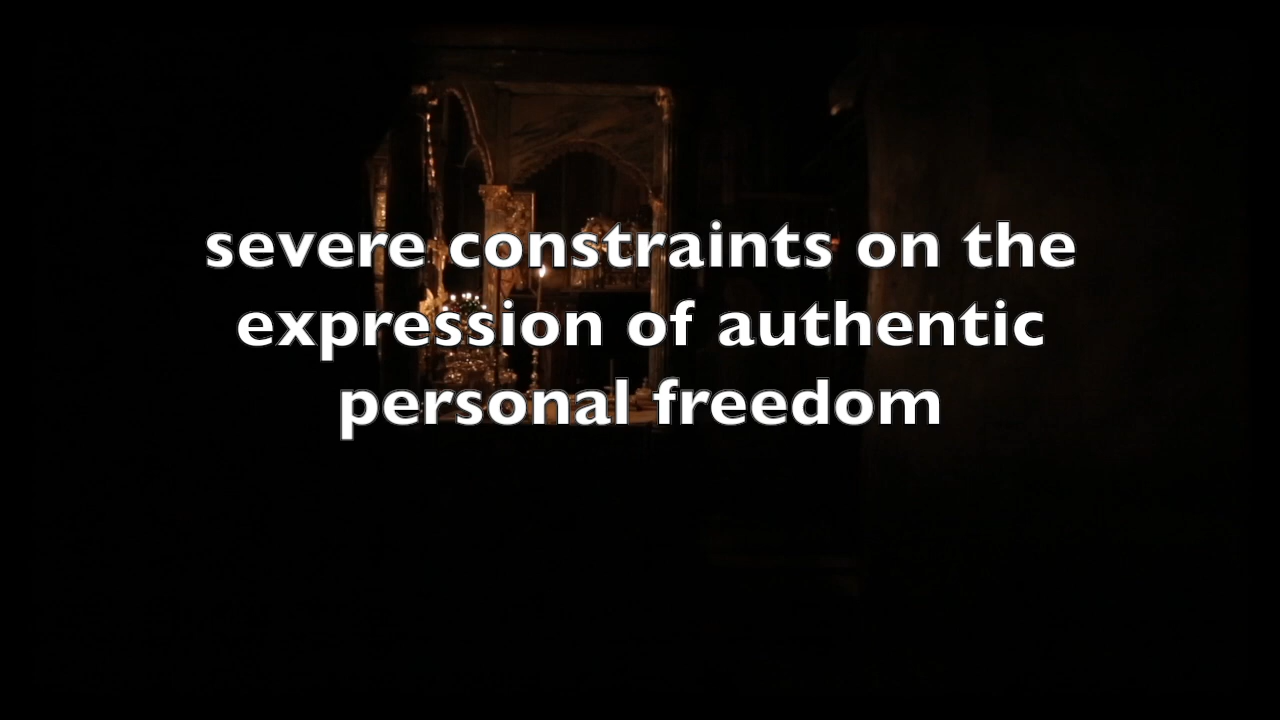 severe constraints on the
expression of authentic
personal freedom